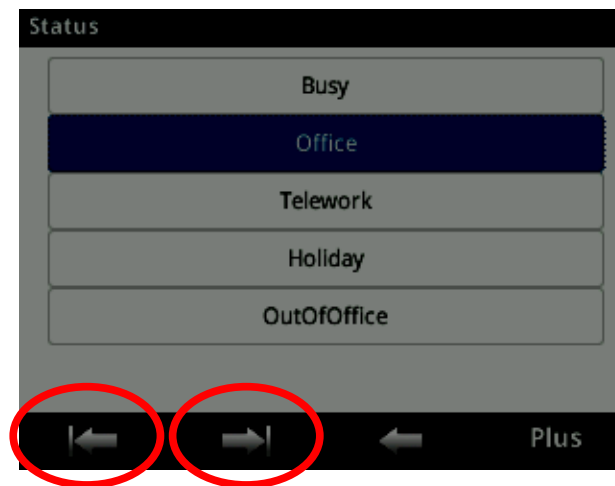 Status
Busy
Office
Telework
Holiday
OutOfOffice
Plus